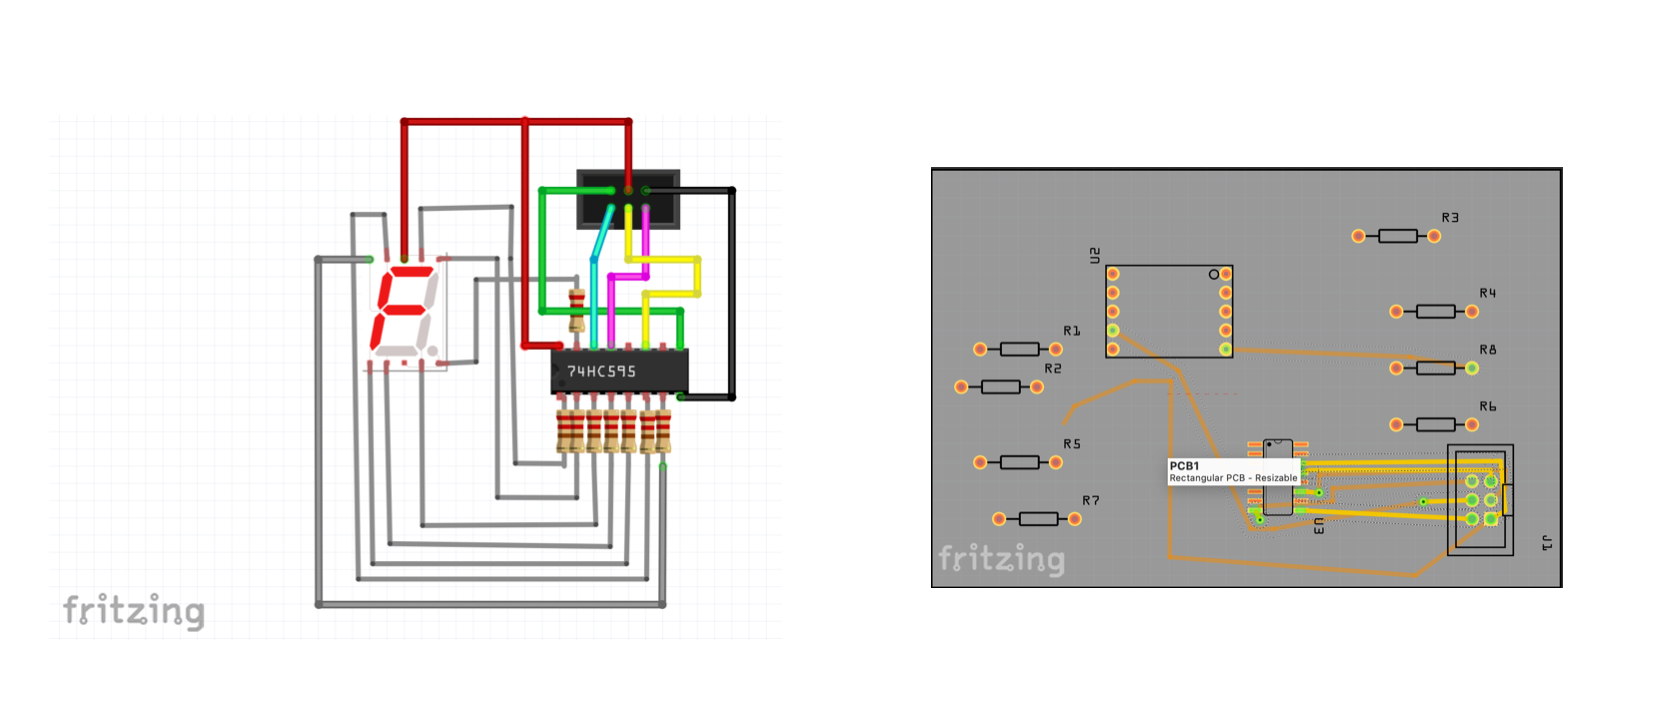 74HC595
fritzing
R3
U2
R4
R1
R8
R2
R6
R5
PCB1
Rectangular PCB - Resizable
R7
U3
J1
fritzing